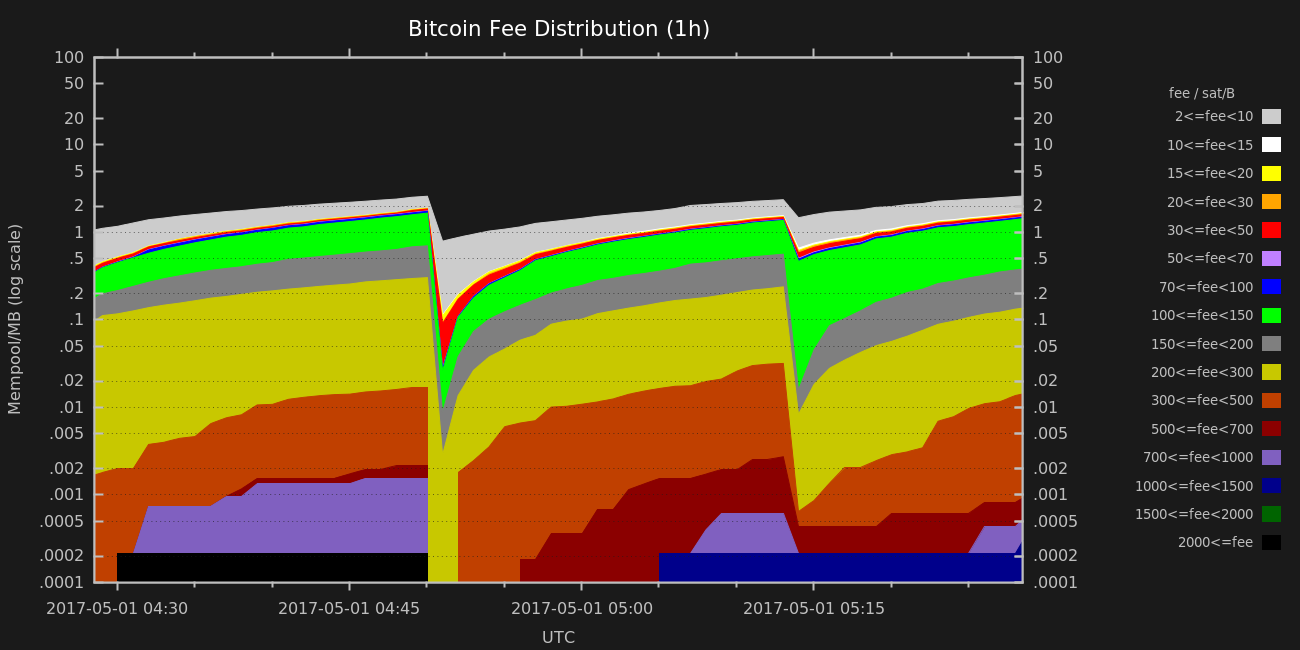 Bitcoin Fee Distribution (1h)
Mempool/MB (log scale)
100
50
20
10
5
2
1
.5
.2
.1
.05
.02
.01
.005
.002
.001
.0005
.0002
.0001
100
50
20
10
5
2
1
.5
.2
.1
.05
.02
.01
.005
.002
.001
.0005
.0002
.0001
fee / sat/B
2<=fee<10
10<=fee<15
15<=fee<20
20<=fee<30
30<=fee<50
50<=fee<70
70<=fee<100
100<=fee<150
150<=fee<200
200<=fee<300
300<=fee<500
500<=fee<700
700<=fee<1000
1000<=fee<1500
1500<=fee<2000
2000<=fee
2017-05-01 04:30 2017-05-01 04:45 2017-05-01 05:00 2017-05-01 05:15
UTC